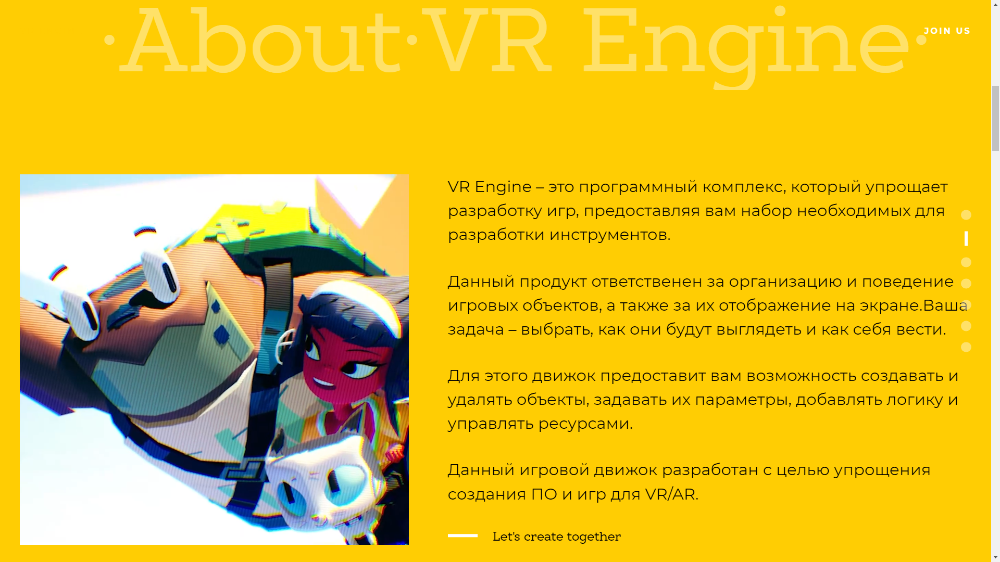 ·About·VR Engine·
JOIN US
VR Engine – это программный комплекс, который упрощает
разработку игр, предоставляя вам набор необходимых для
разработки инструментов.
Данный продукт ответственен за организацию и поведение
игровых объектов, а также за их отображение на экране.Ваша
задача – выбрать, как они будут выглядеть и как себя вести.
Для этого движок предоставит вам возможность создавать и
удалять объекты, задавать их параметры, добавлять логику и
управлять ресурсами.
Данный игровой движок разработан с целью упрощения
создания ПО и игр для VR/AR.
Let's create together